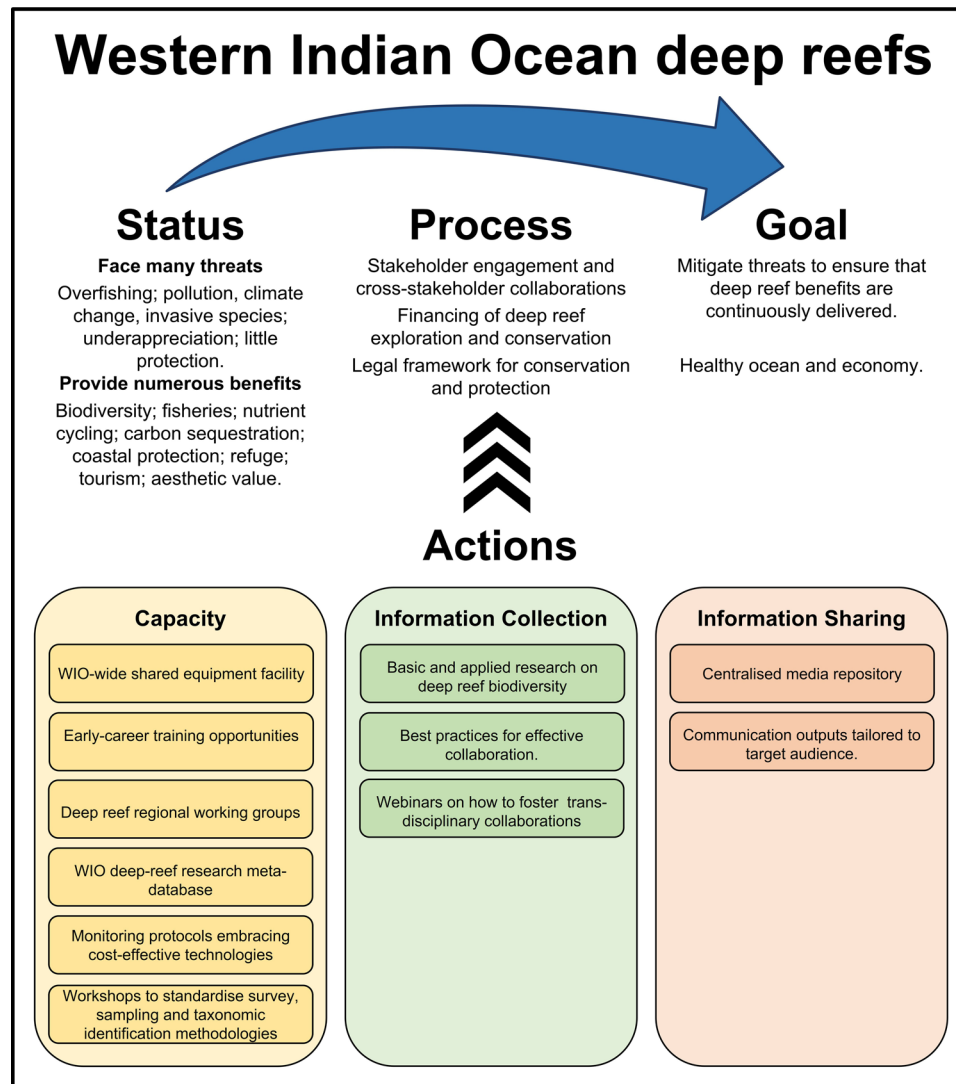 Western Indian Ocean deep reefs
Status
Face many threats
Overfishing; pollution, climate
change, invasive species;
underappreciation; little
protection.
Provide numerous benefits
Biodiversity; fisheries; nutrient
cycling; carbon sequestration;
coastal protection; refuge;
tourism; aesthetic value.
Process
Stakeholder engagement and
cross-stakeholder collaborations
Financing of deep reef
exploration and conservation
Legal framework for conservation
and protection
Goal
Mitigate threats to ensure that
deep reef benefits are
continuously delivered.
Healthy ocean and economy.
Actions
Capacity
WIO-wide shared equipment facility
Early-career training opportunities
Deep reef regional working groups
WIO deep-reef research meta-
database
Monitoring protocols embracing
cost-effective technologies
Workshops to standardise survey,
sampling and taxonomic
identification methodologies
Information Collection
Basic and applied research on
deep reef biodiversity
Best practices for effective
collaboration.
Webinars on how to foster trans-
disciplinary collaborations
Information Sharing
Centralised media repository
Communication outputs tailored to
target audience.